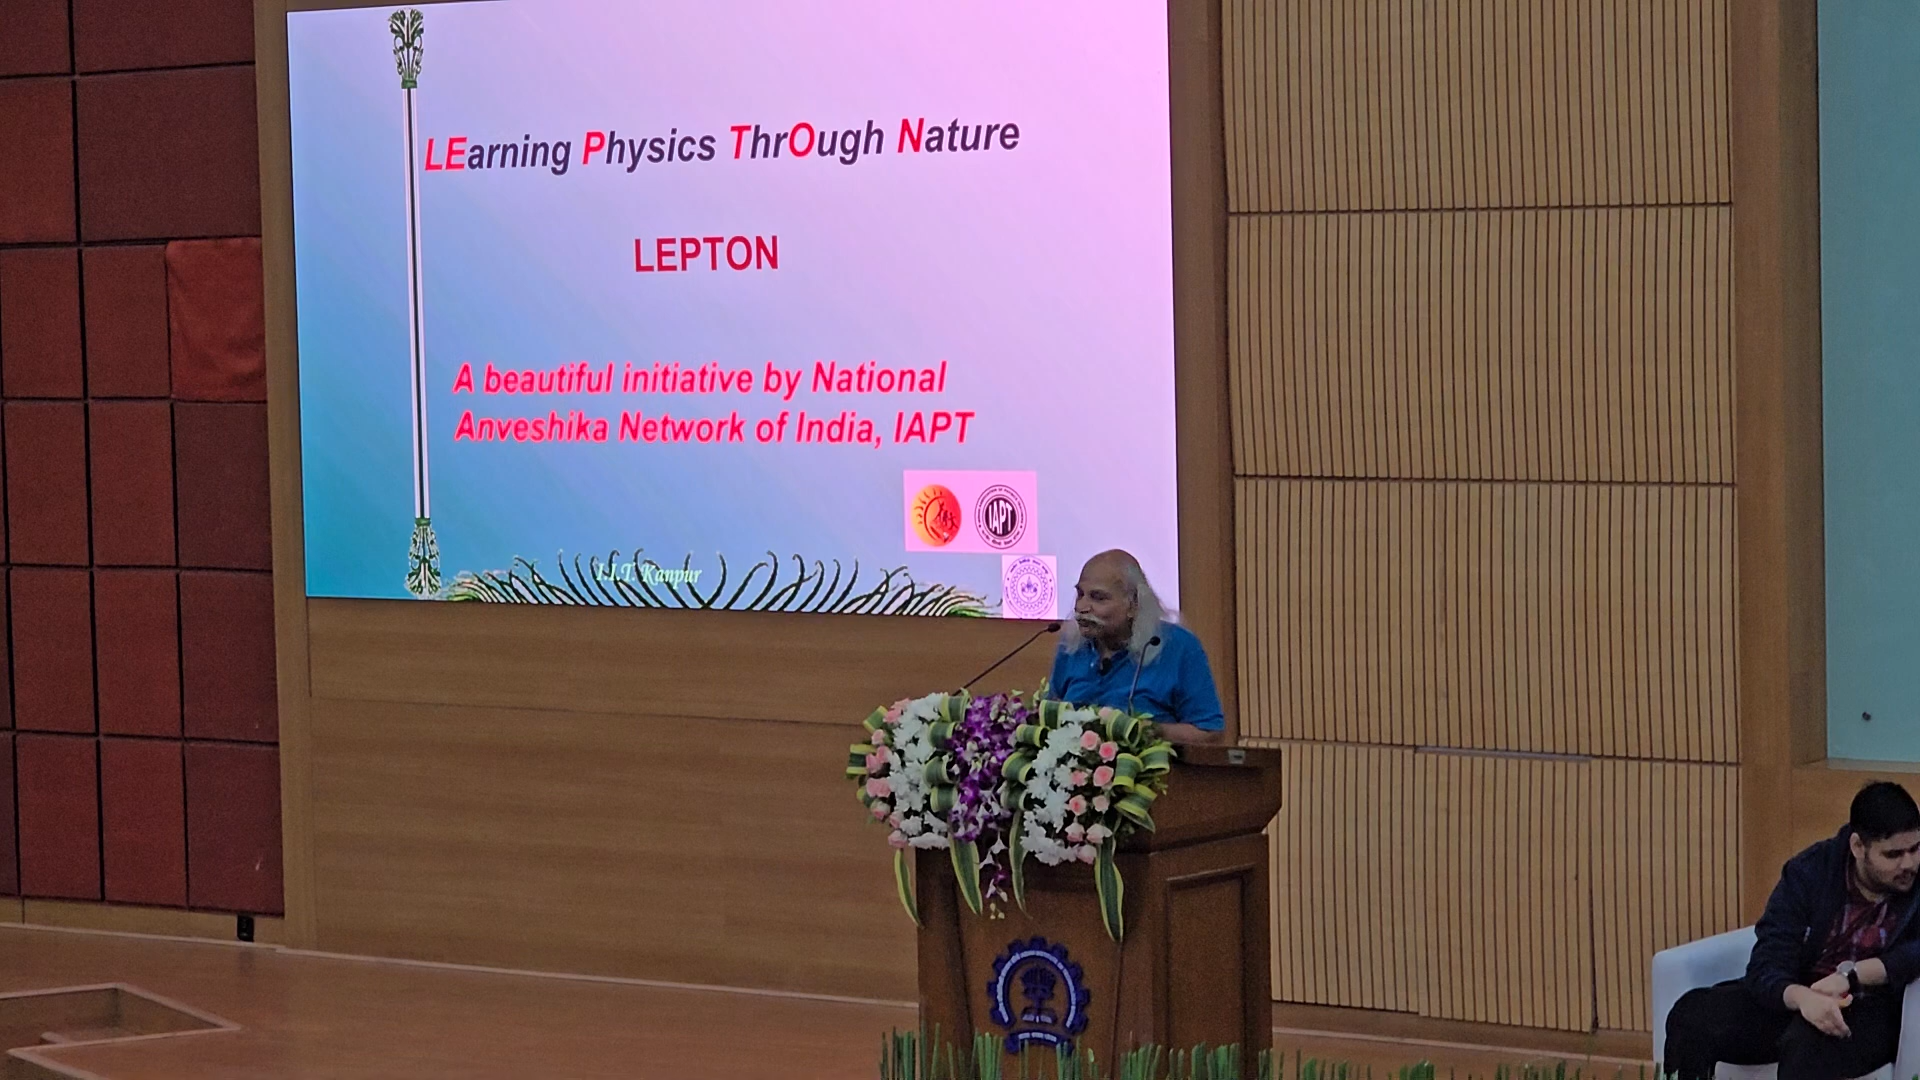 LEarning Physics ThrOugh Nature
LEPTON
A beautiful initiative by National
Anveshika Network of India, IAPT
IAPT
I.I.T. Kanpur